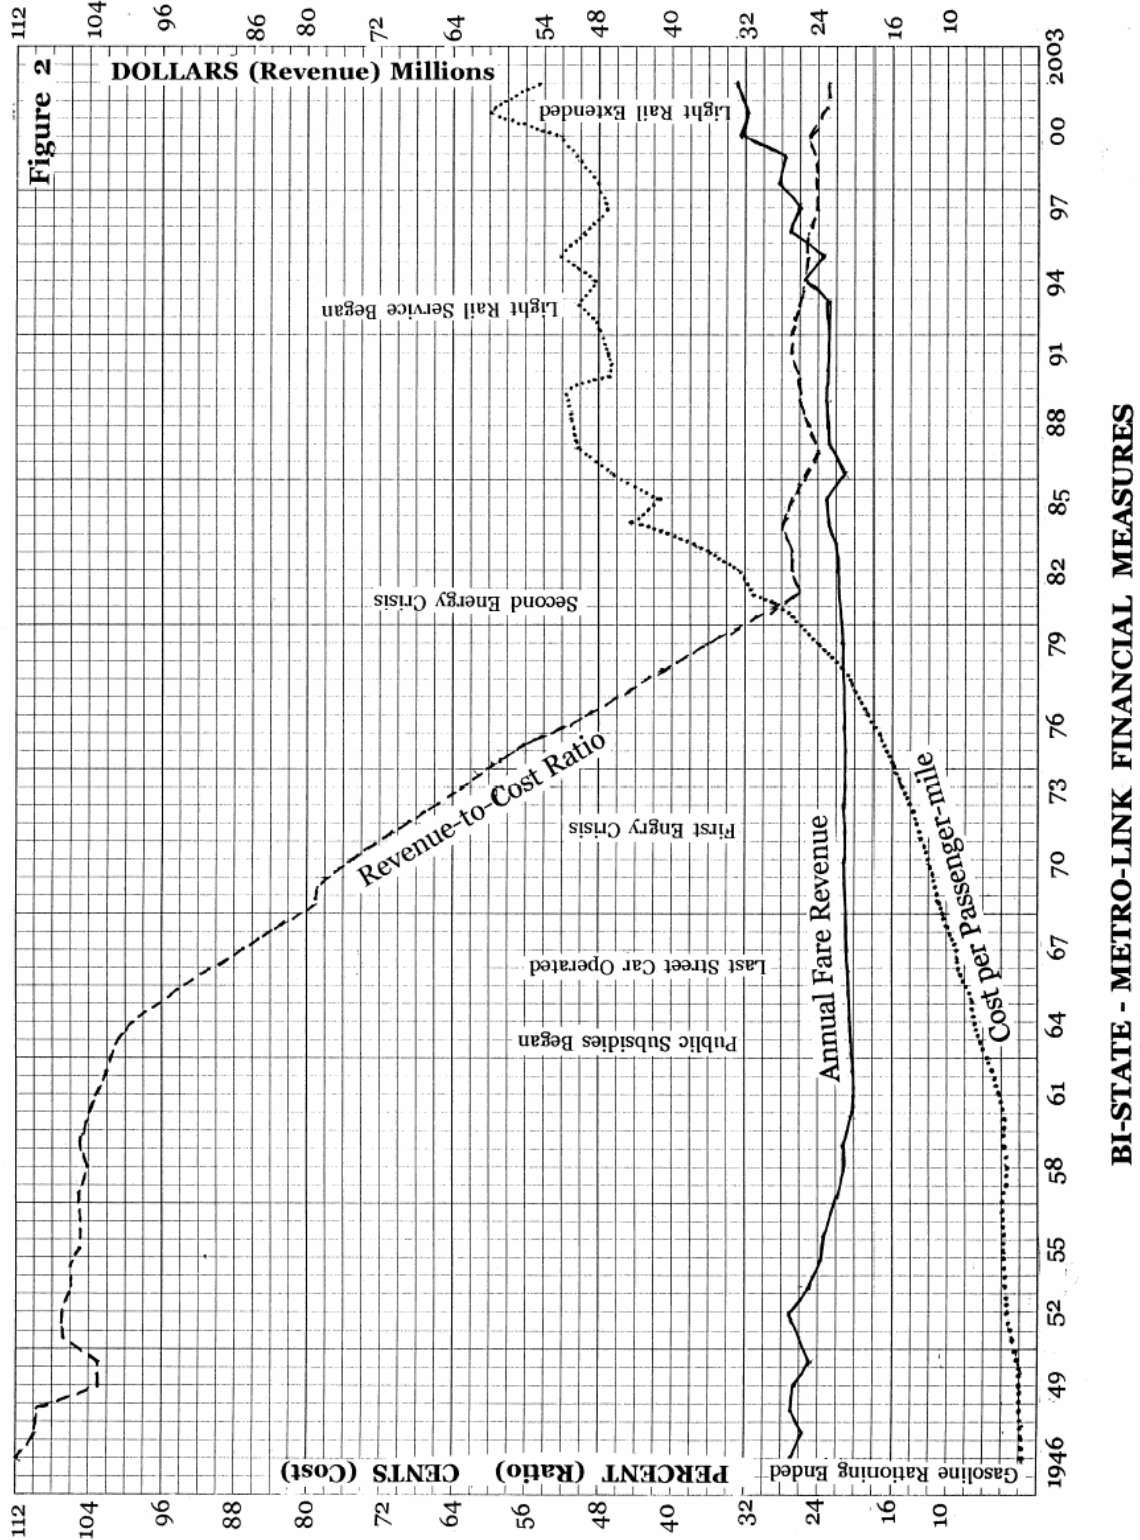 112 104 96 86 80 72 64 54 48 40 32 24 16 10
Figure 2
DOLLARS (Revenue) Millions
Light Rail Extended
Light Rail Service Began
Second Energy Crisis
Revenue-to-Cost Ratio
First Engry Crisis
Last Street Car Operated
Public Subsidies Began
Annual Fare Revenue
Cost per Passenger-mile
PERCENT (Ratio) CENTS (Cost)
Gasoline Rationing Ended
112 104 96 88 80 72 64 56 48 40 32 24 16 10
1946 49 52 55 58 61 64 67 70 73 76 79 82 85 88 91 94 97 00 2003
BI-STATE - METRO-LINK FINANCIAL MEASURES